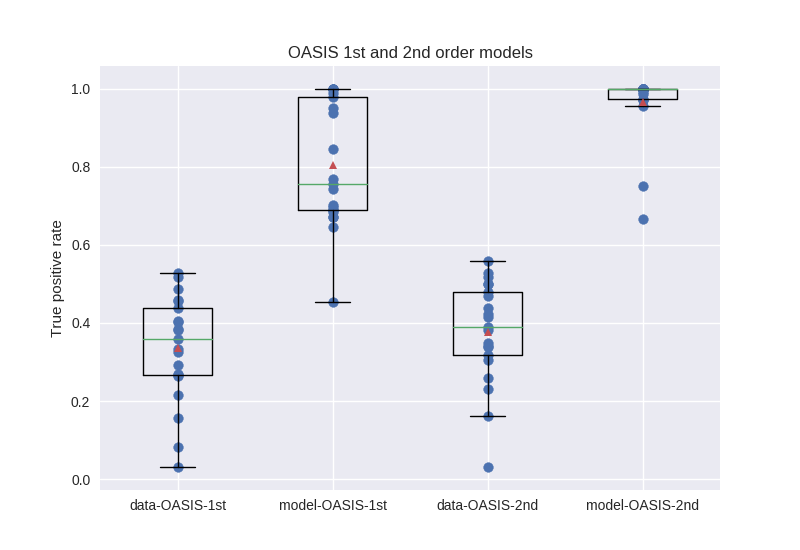 OASIS 1st and 2nd order models
True positive rate
1.0
0.8
0.6
0.4
0.2
0.0
data-OASIS-1st
model-OASIS-1st
data-OASIS-2nd
model-OASIS-2nd